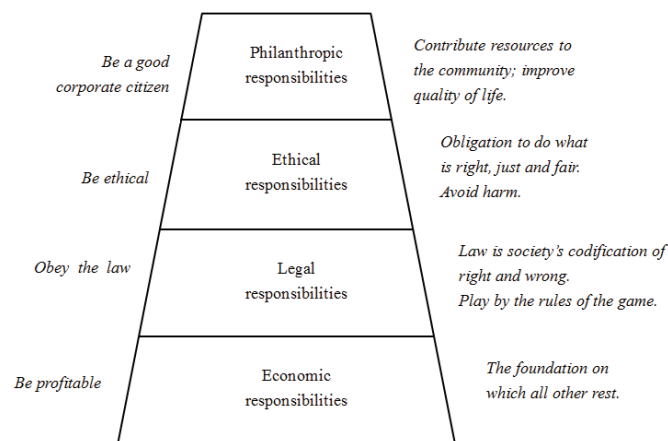 Be a good
corporate citizen
Philanthropic
responsibilities
Contribute resources to
the community; improve
quality of life.
Be ethical
Ethical
responsibilities
Obligation to do what
is right, just and fair.
Avoid harm.
Obey the law
Legal
responsibilities
Law is society's codification of
right and wrong.
Play by the rules of the game.
Be profitable
Economic
responsibilities
The foundation on
which all other rest.